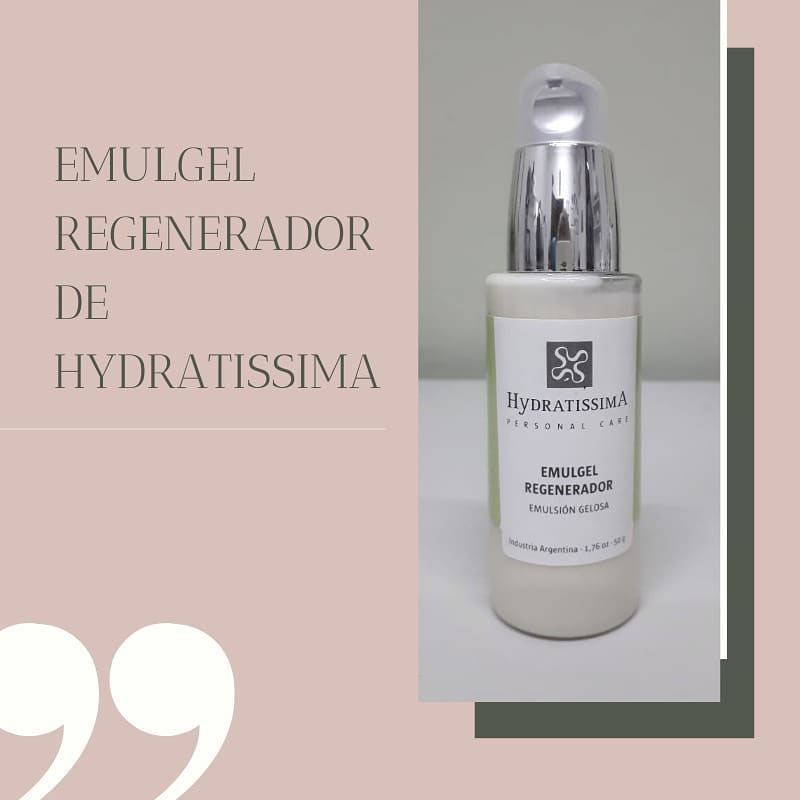 EMULGEL
REGENERADOR
DE
HYDRATISSIMA
HYDRATISSIMA
PERSONAL CARE
EMULGEL
REGENERADOR
EMULSIÓN GELOSA
Industria Argentina - 1,76 oz - 50 g